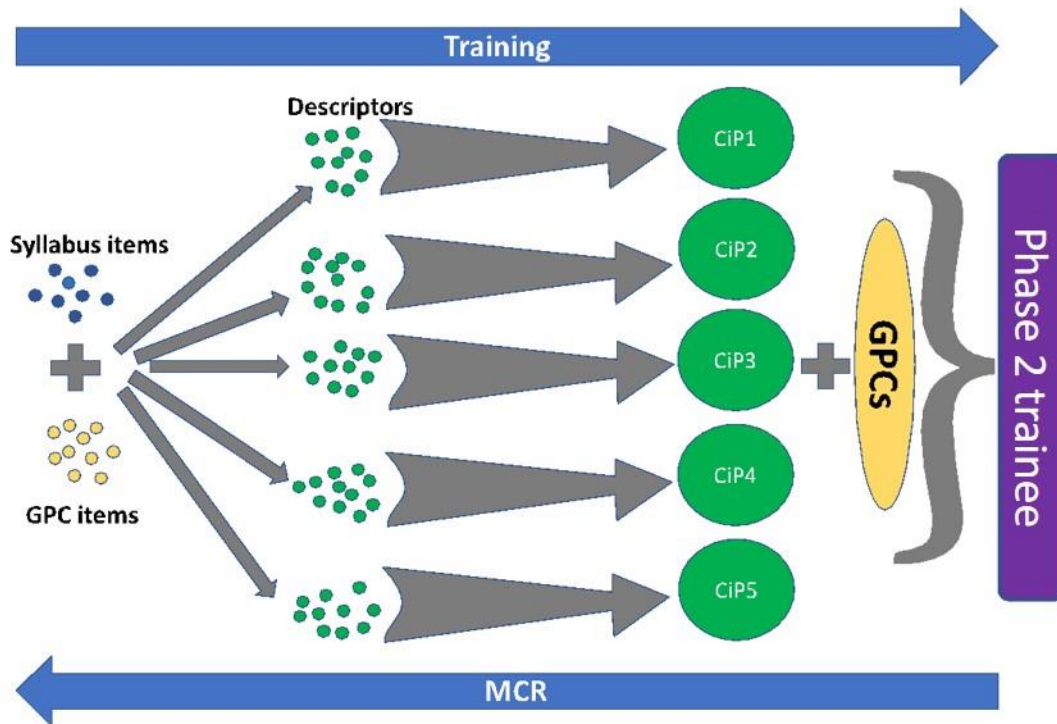 Training
Descriptors
Syllabus items
GPC items
CiP1
CiP2
CiP3
CiP4
CiP5
GPCs
Phase 2 trainee
MCR